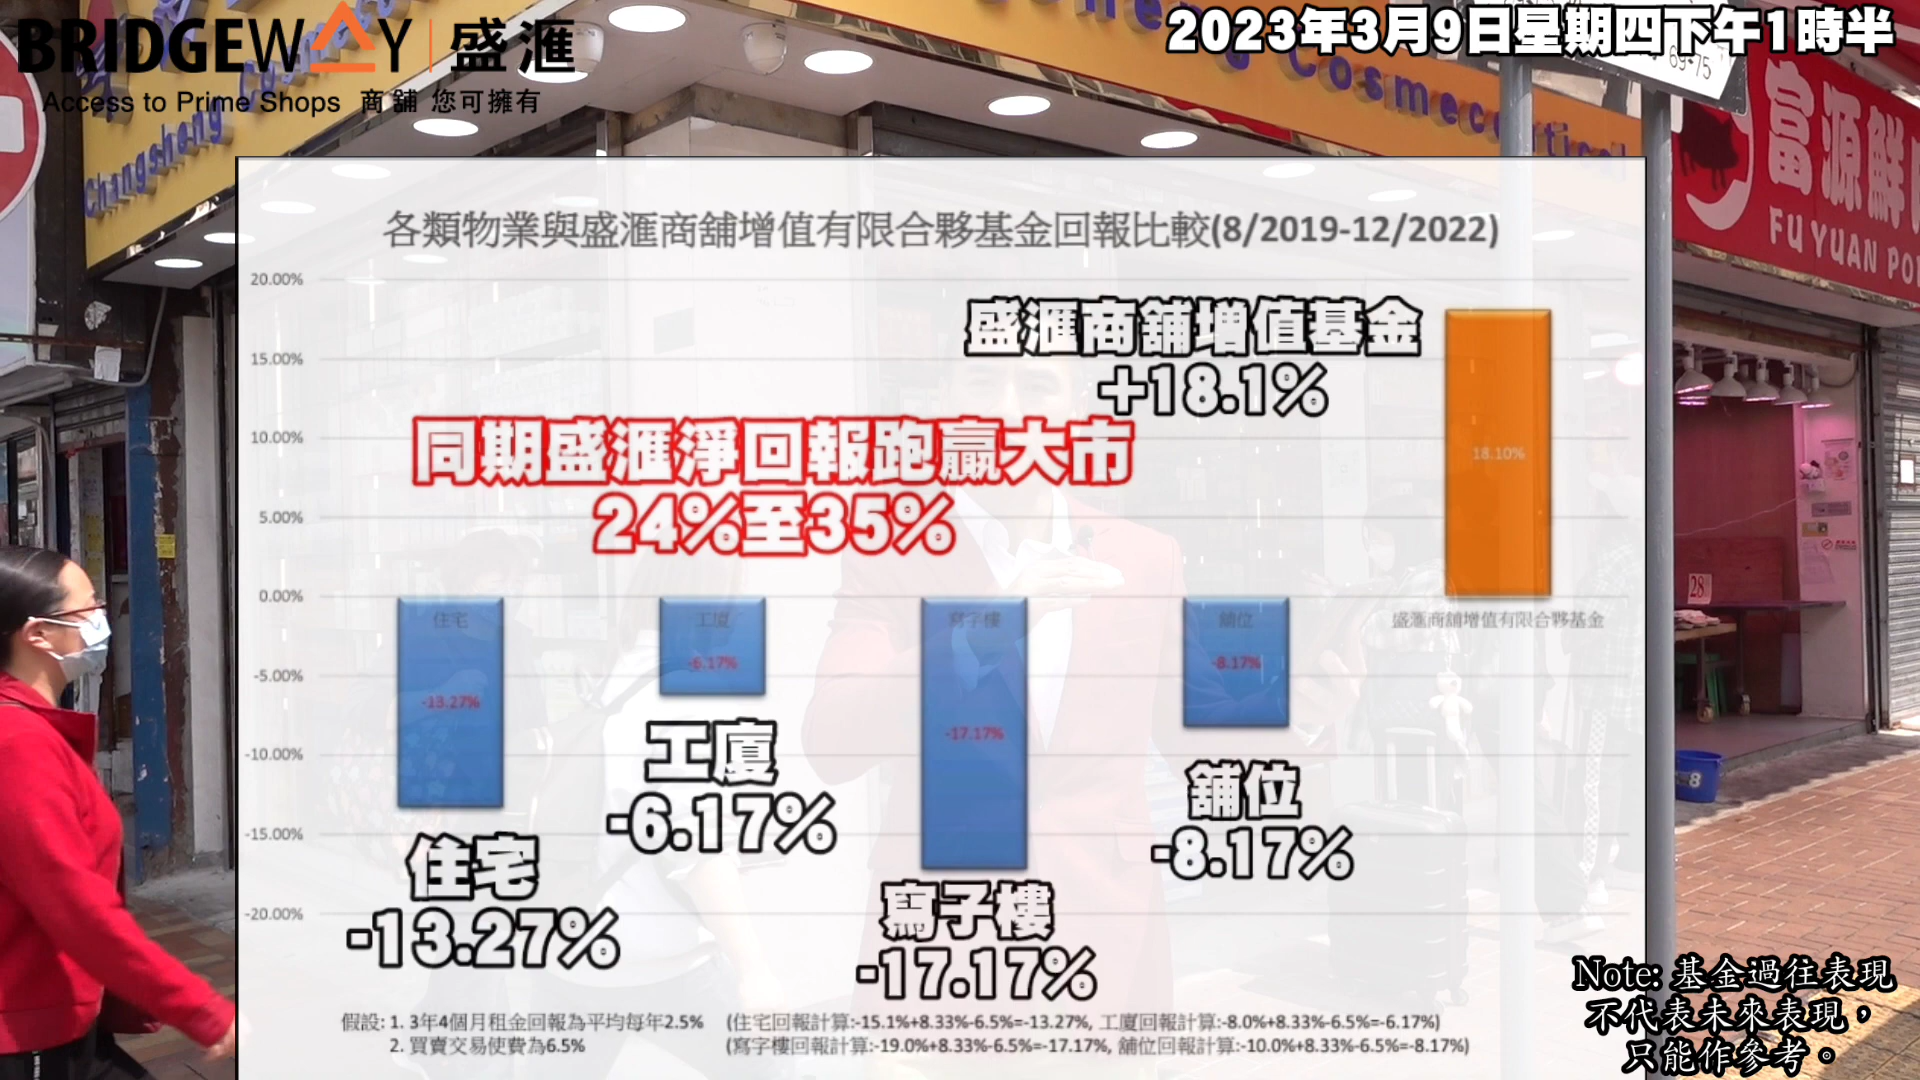 BRIDGEWAY 盛滙
Access to Prime Shops 商舖 您可擁有
2023年3月9日星期四下午1時半
Changsheng
Cosmeceutical
69-75
富源鮮
FU YUAN PO
28
8
各類物業與盛滙商舖增值有限合夥基金回報比較(8/2019-12/2022)
20.00%
15.00%
10.00%
5.00%
0.00%
-5.00%
-10.00%
-15.00%
-20.00%
盛滙商舖增值基金
+18.1%
18.10%
同期盛滙淨回報跑贏大市
24%至35%
住宅
工廈
寫字樓
舖位
盛滙商舖增值有限合夥基金
-13.27%
-6.17%
-17.17%
-8.17%
工廈
-6.17%
舖位
-8.17%
住宅
-13.27%
寫子樓
-17.17%
假設: 1. 3年4個月租金回報為平均每年2.5% (住宅回報計算:-15.1%+8.33%-6.5%=-13.27%, 工廈回報計算:-8.0%+8.33%-6.5%=-6.17%)
2. 買賣交易使費為6.5% (寫字樓回報計算:-19.0%+8.33%-6.5%=-17.17%, 舖位回報計算:-10.0%+8.33%-6.5%=-8.17%)
Note: 基金過往表現
不代表未來表現，
只能作參考。